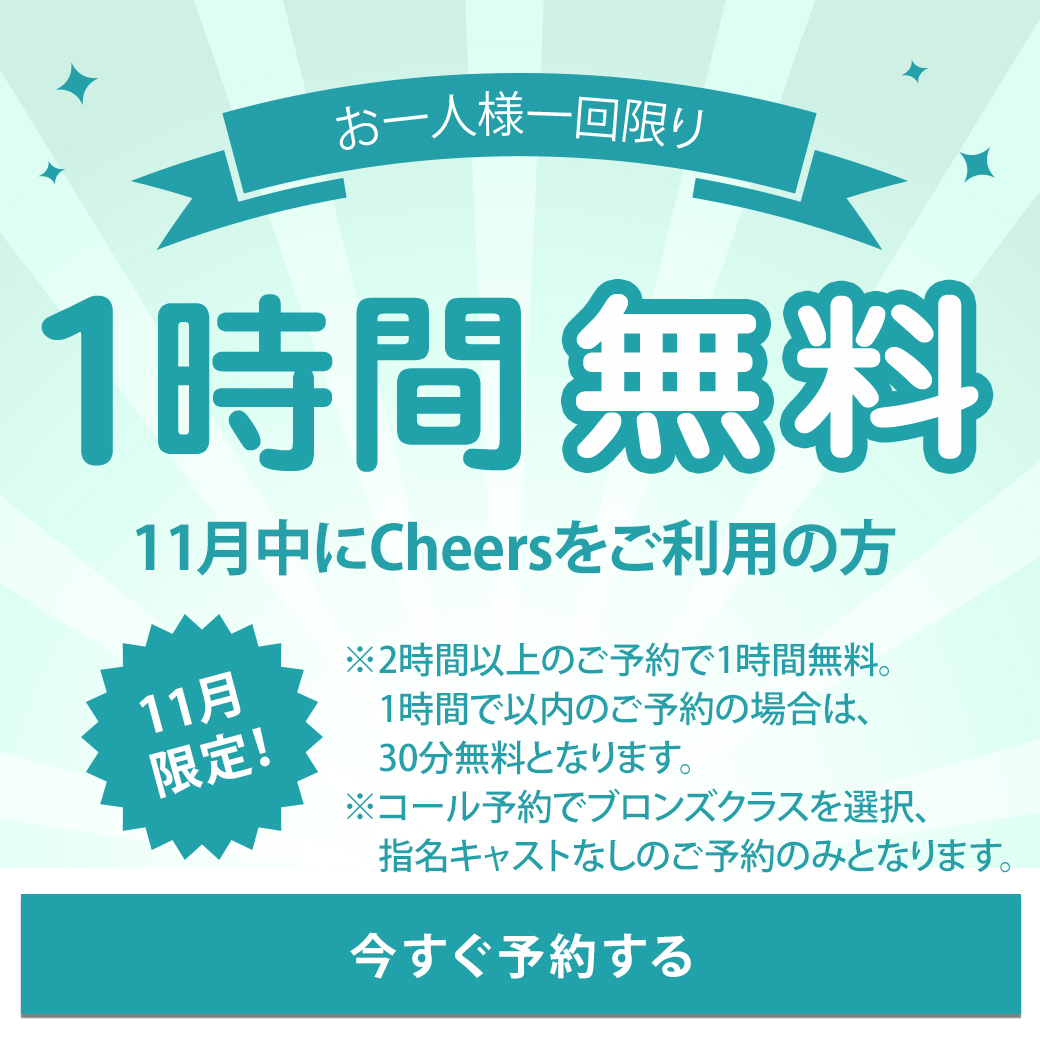 お一人様一回限り
1時間無料
11月中にCheersをご利用の方
11月
限定!
※2時間以上のご予約で1時間無料。
1時間で以内のご予約の場合は、
30分無料となります。
※コール予約でブロンズクラスを選択、
指名キャストなしのご予約のみとなります。
今すぐ予約する